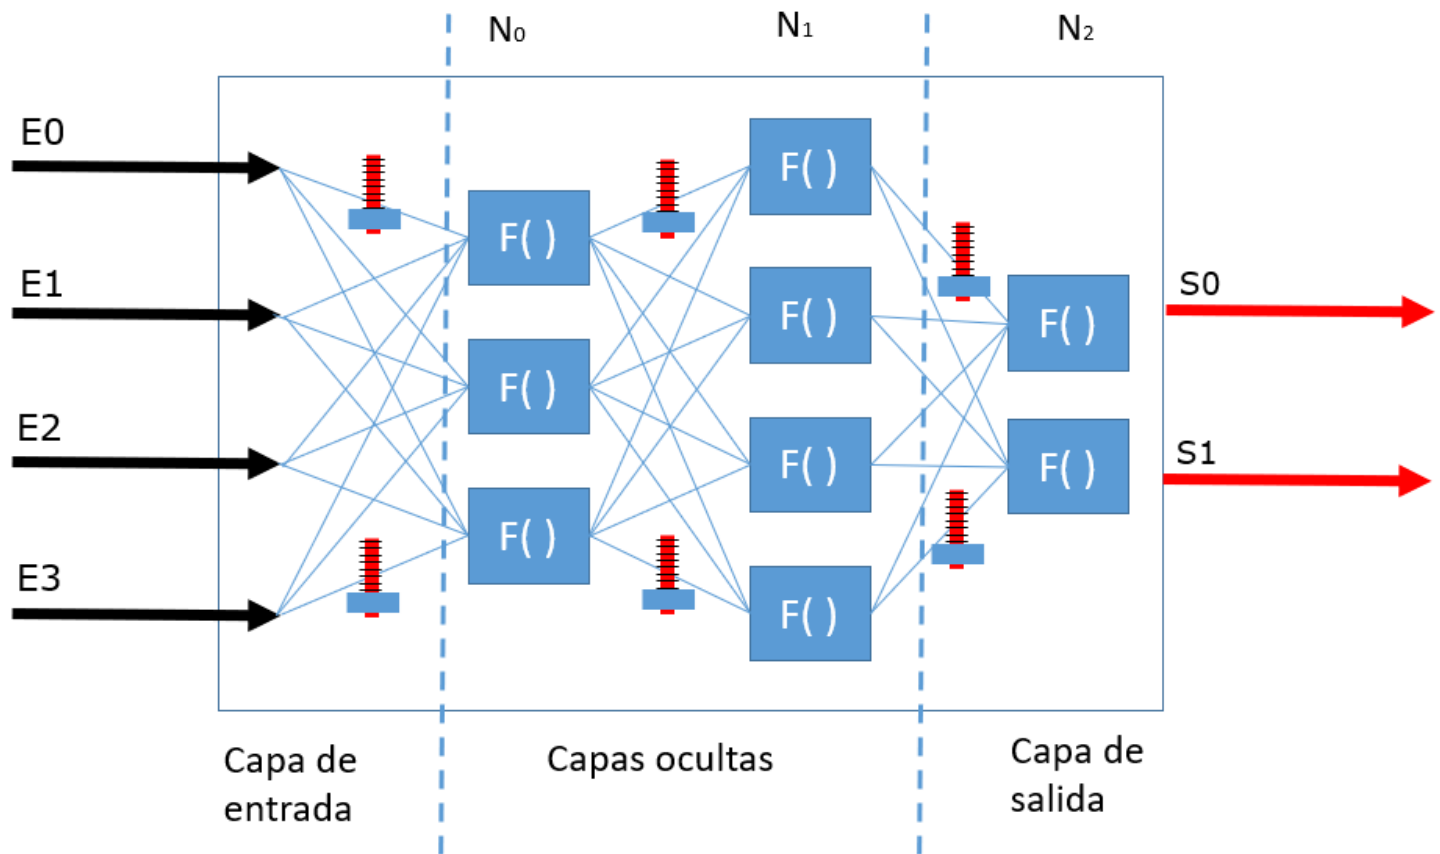 N₀
N₁
N₂
E0
E1
E2
E3
F( )
F( )
F( )
F( )
F( )
F( )
F( )
F( )
F( )
S0
S1
Capa de
entrada
Capas ocultas
Capa de
salida